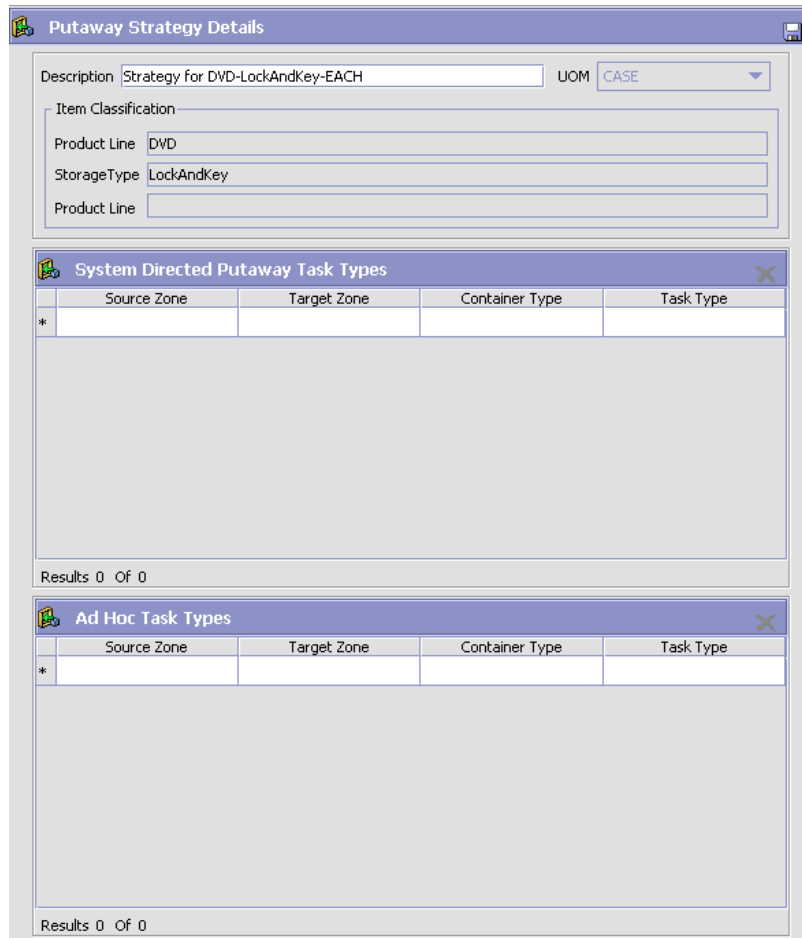 Putaway Strategy Details
Description Strategy for DVD-LockAndKey-EACH UOM CASE
Item Classification
Product Line DVD
StorageType LockAndKey
Product Line
System Directed Putaway Task Types
Source Zone Target Zone Container Type Task Type
*
Results 0 Of 0
Ad Hoc Task Types
Source Zone Target Zone Container Type Task Type
*
Results 0 Of 0